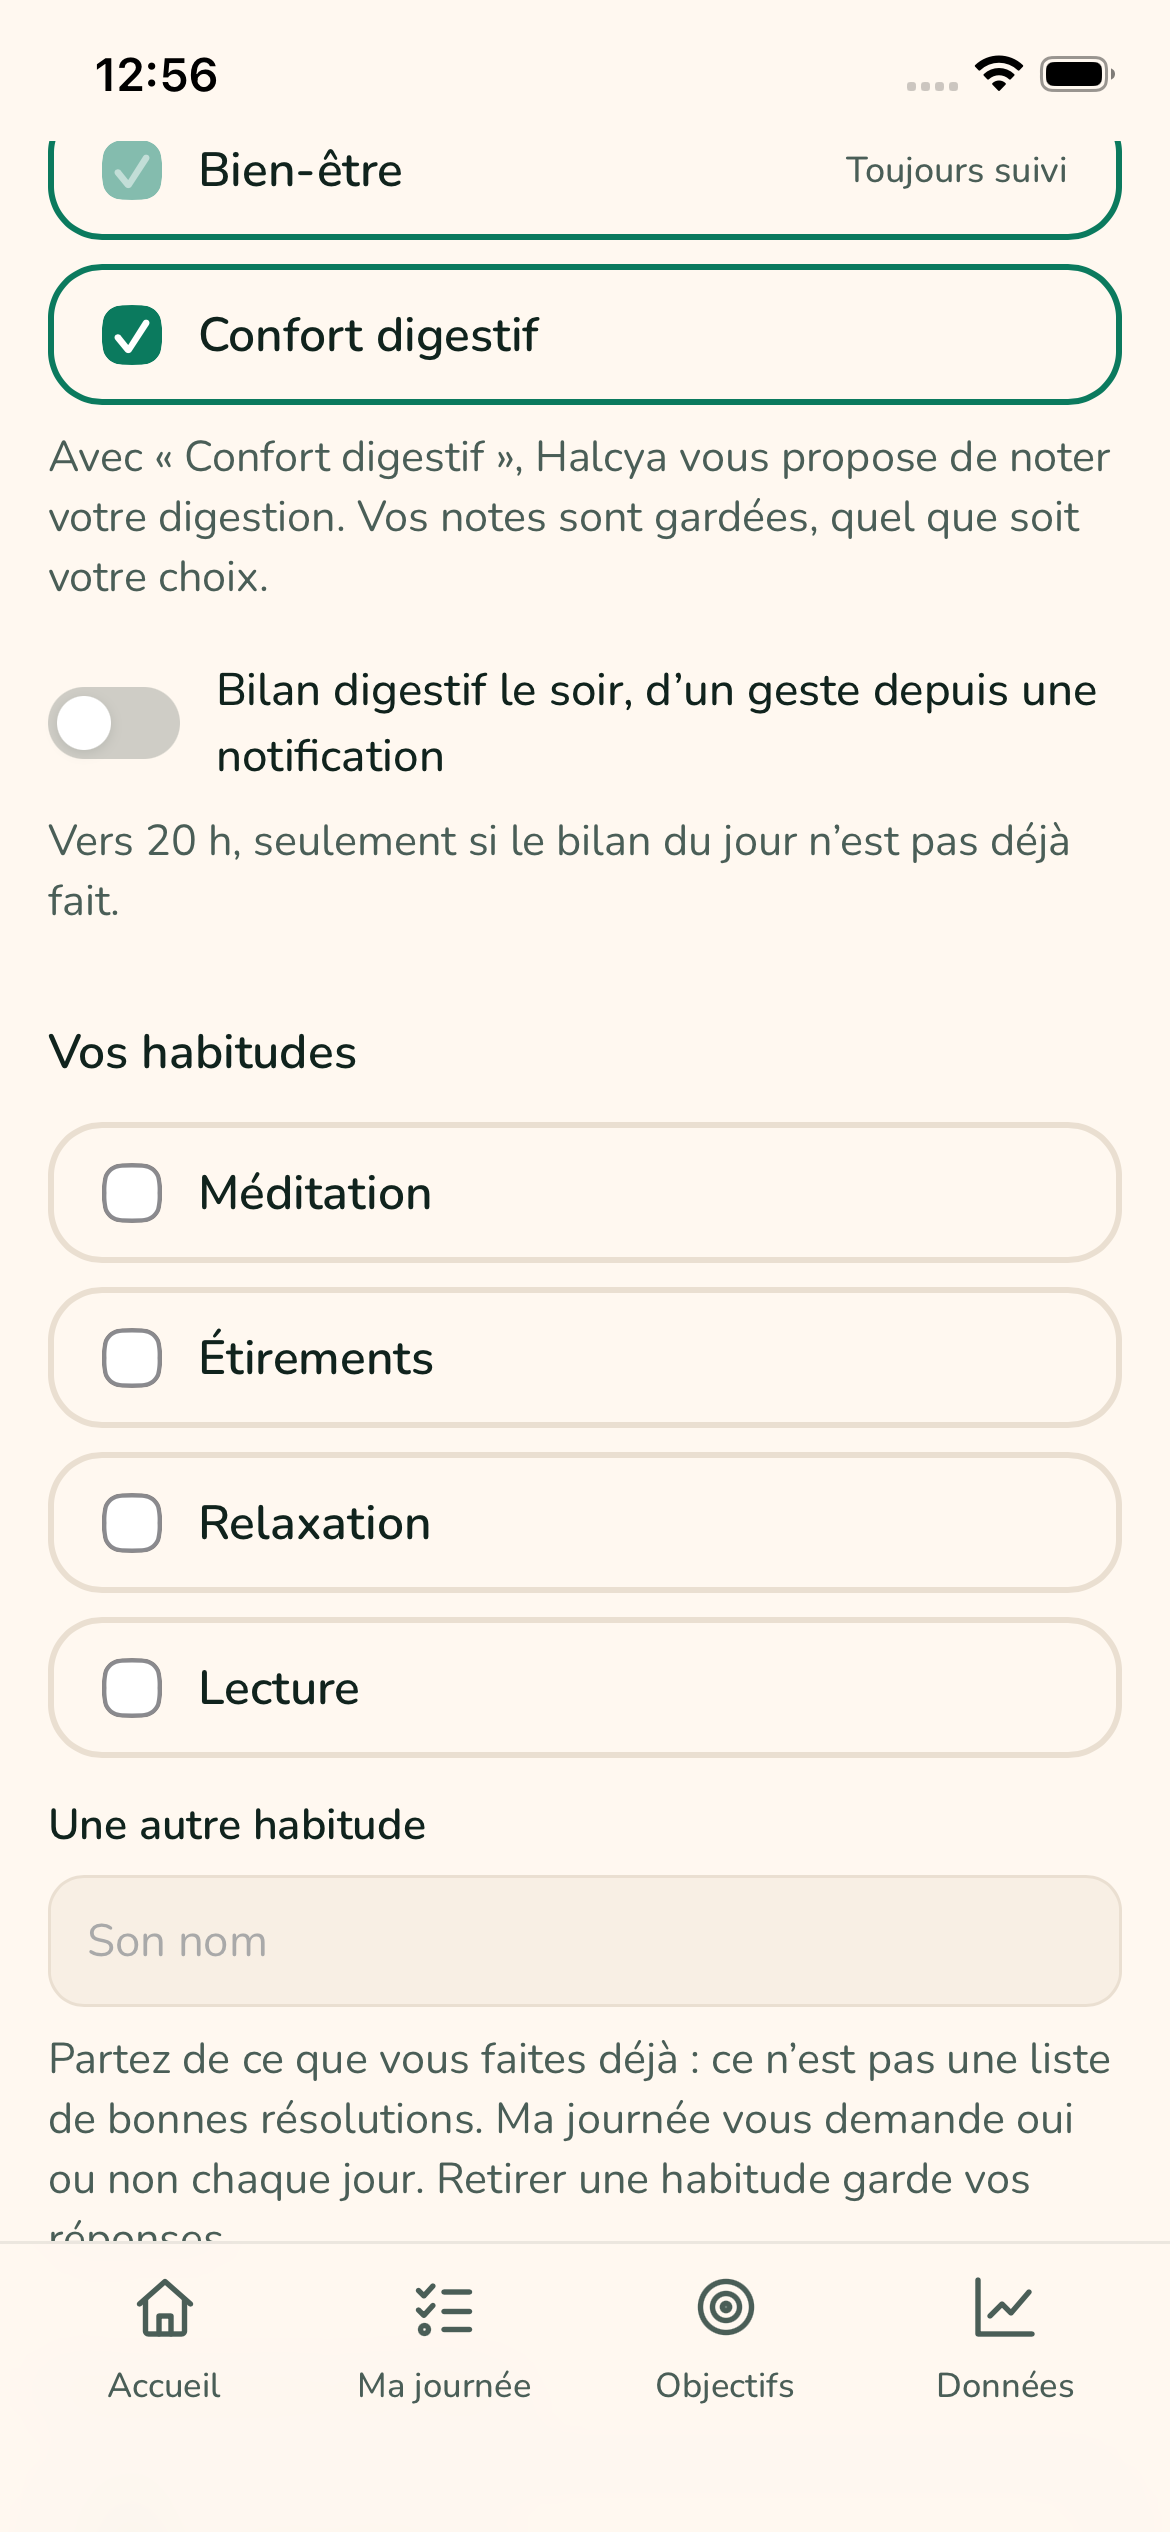 12:56
Bien-être
Toujours suivi
Confort digestif
Avec « Confort digestif », Halcya vous propose de noter
votre digestion. Vos notes sont gardées, quel que soit
votre choix.
Bilan digestif le soir, d’un geste depuis une
notification
Vers 20 h, seulement si le bilan du jour n’est pas déjà
fait.
Vos habitudes
Méditation
Étirements
Relaxation
Lecture
Une autre habitude
Son nom
Partez de ce que vous faites déjà : ce n’est pas une liste
de bonnes résolutions. Ma journée vous demande oui
ou non chaque jour. Retirer une habitude garde vos
réponses
Accueil
Ma journée
Objectifs
Données